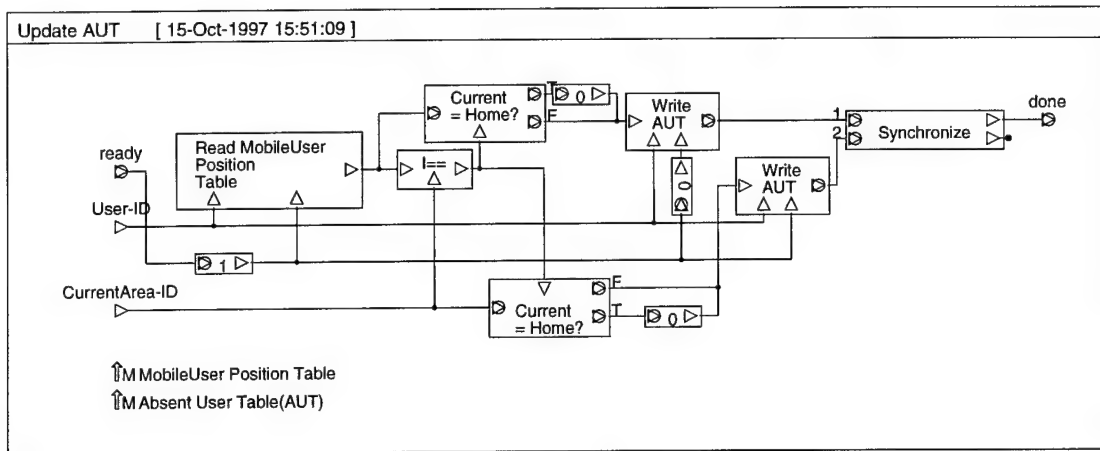 Update AUT [ 15-Oct-1997 15:51:09 ]
ready
User-ID
CurrentArea-ID
Read MobileUser
Position
Table
1
I==
Current
= Home?
T
F
0
Write
AUT
0
Write
AUT
1
2
Synchronize
done
Current
= Home?
F
T
0
M MobileUser Position Table
M Absent User Table(AUT)